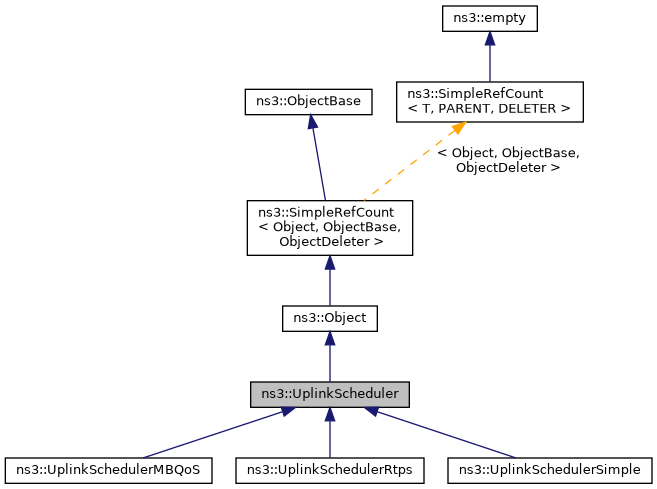 ns3::empty
ns3::SimpleRefCount
< T, PARENT, DELETER >
ns3::ObjectBase
< Object, ObjectBase,
ObjectDeleter >
ns3::SimpleRefCount
< Object, ObjectBase,
ObjectDeleter >
ns3::Object
ns3::UplinkScheduler
ns3::UplinkSchedulerMBQoS
ns3::UplinkSchedulerRtps
ns3::UplinkSchedulerSimple